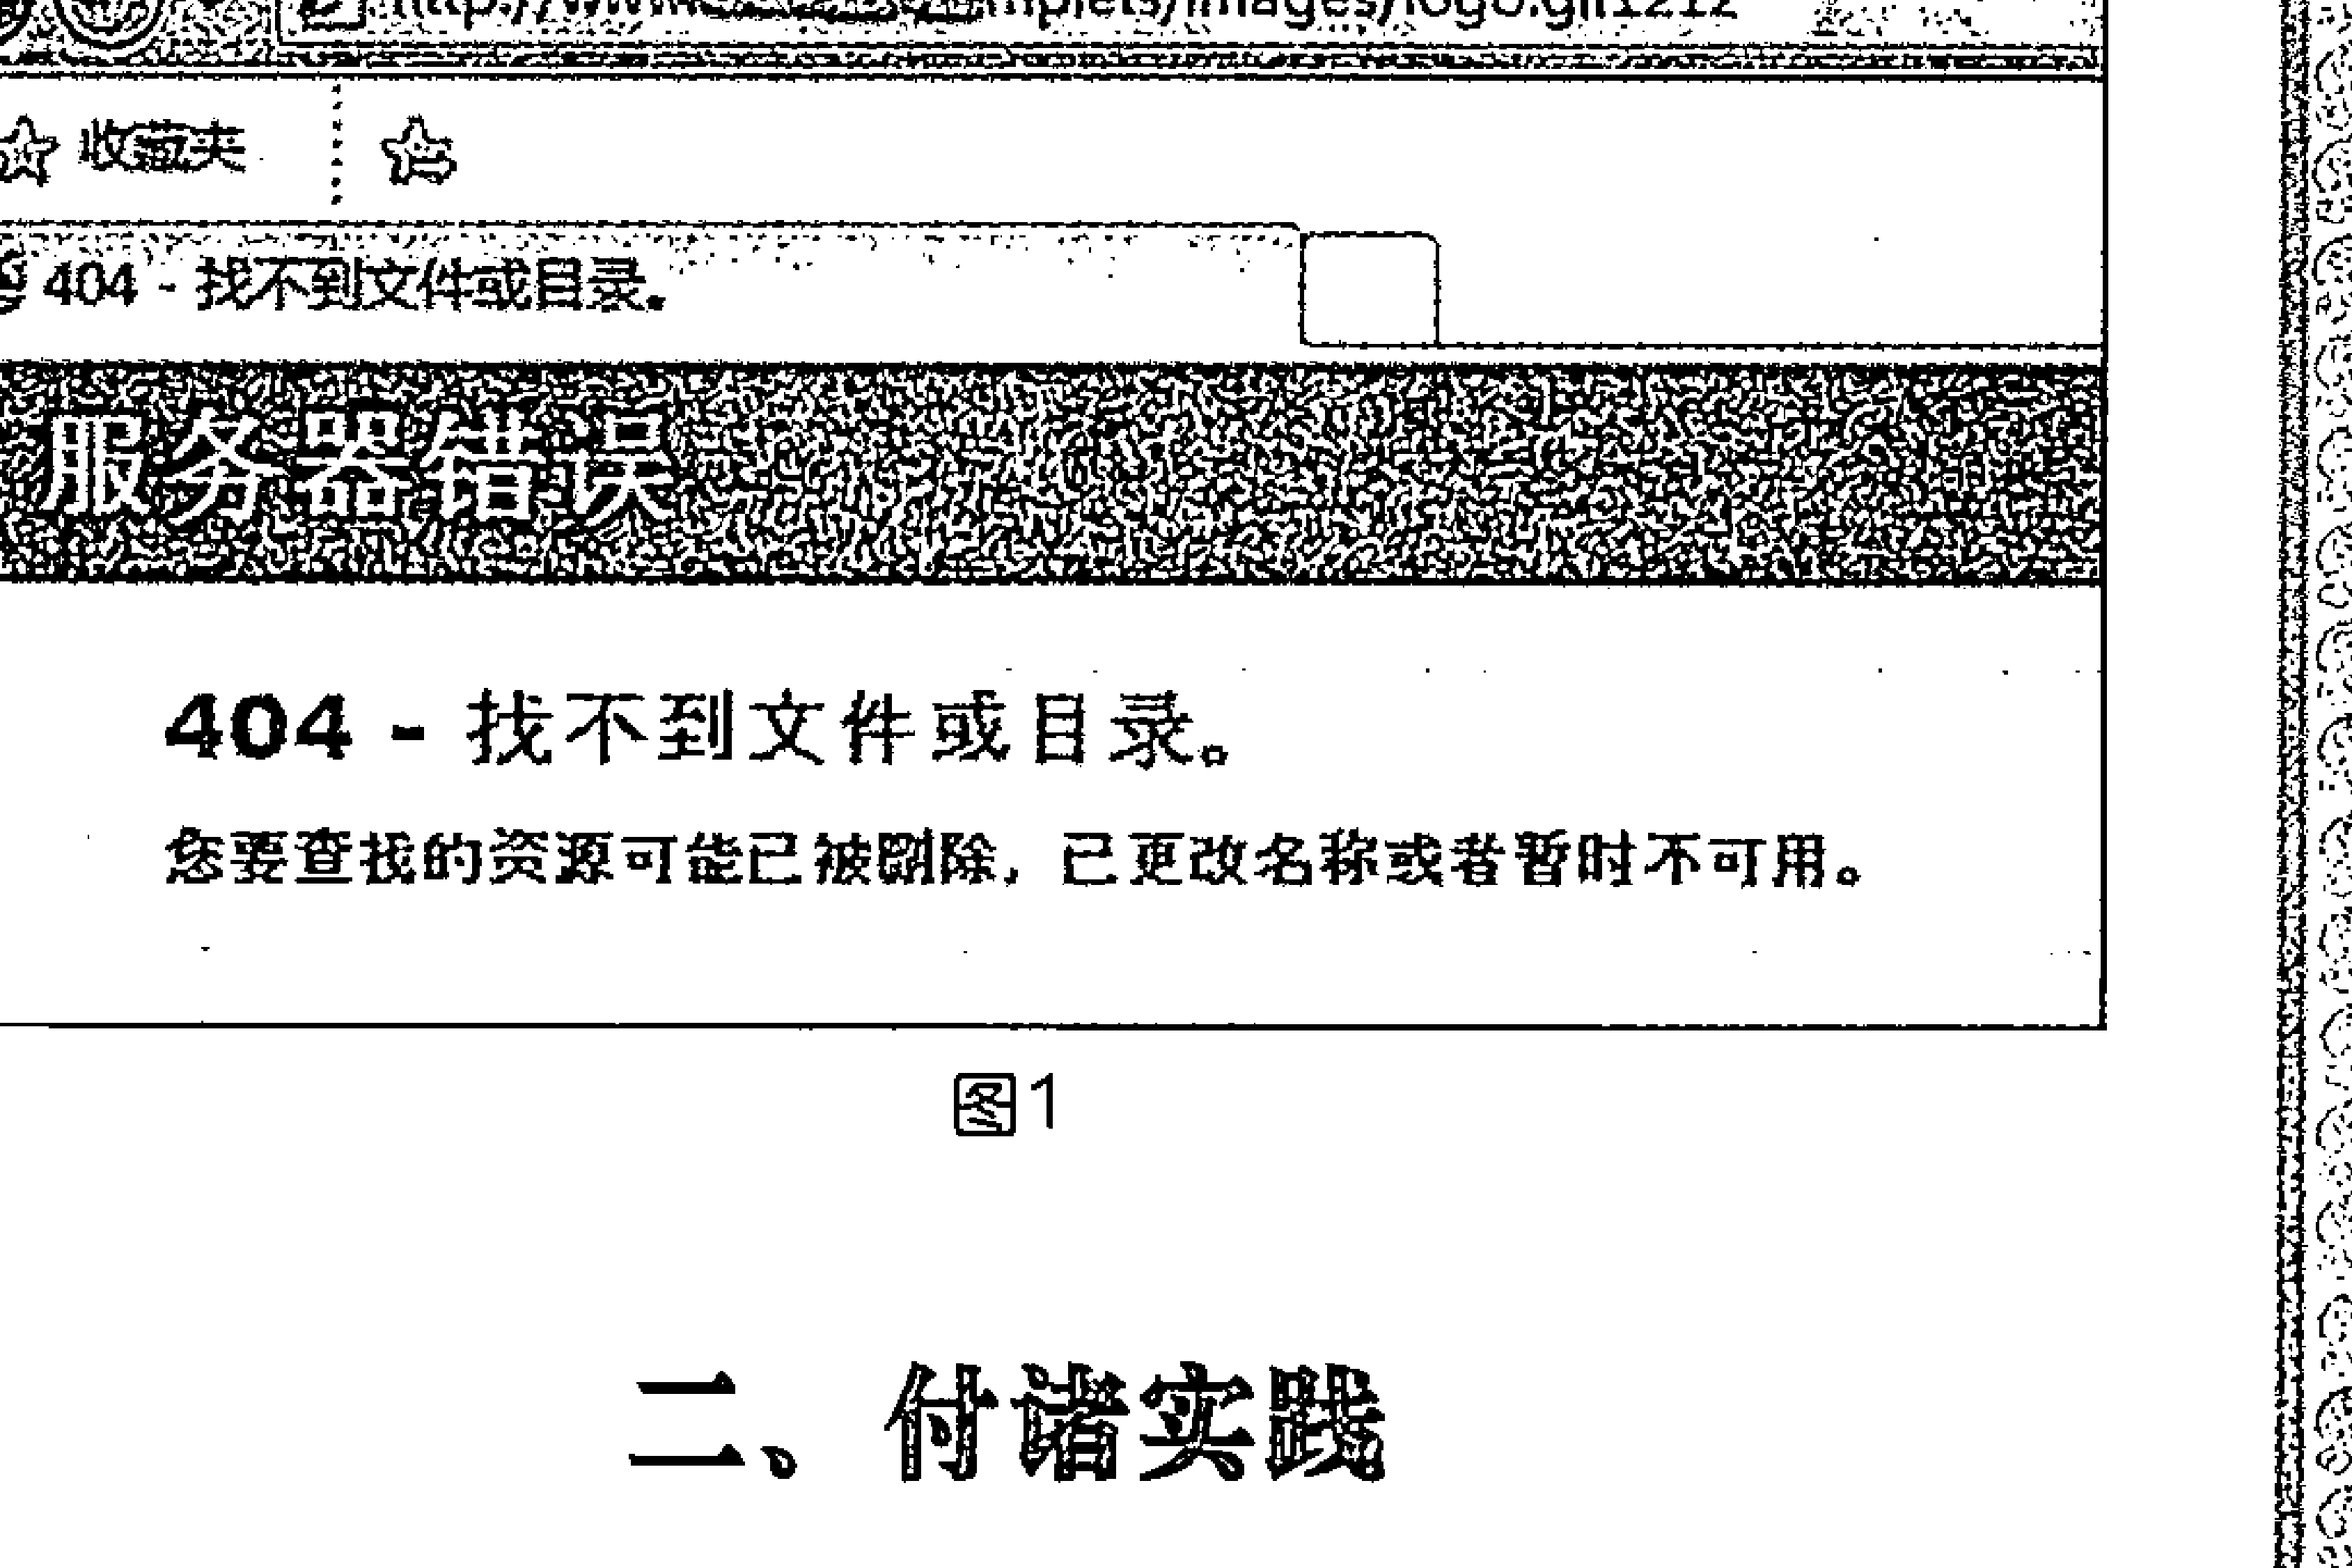 收藏夹
404 - 找不到文件或目录。
服务器错误
404 - 找不到文件或目录。
您要查找的资源可能已被删除，已更改名称或者暂时不可用。
图1
二、付诸实践